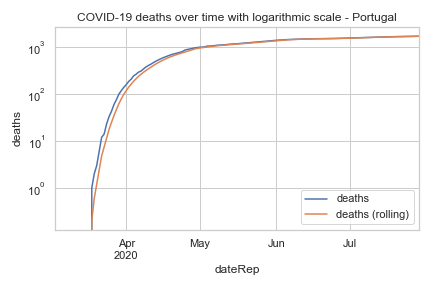 COVID-19 deaths over time with logarithmic scale - Portugal
deaths
10³
10²
10¹
10⁰
deaths
deaths (rolling)
Apr
2020
May
Jun
Jul
dateRep